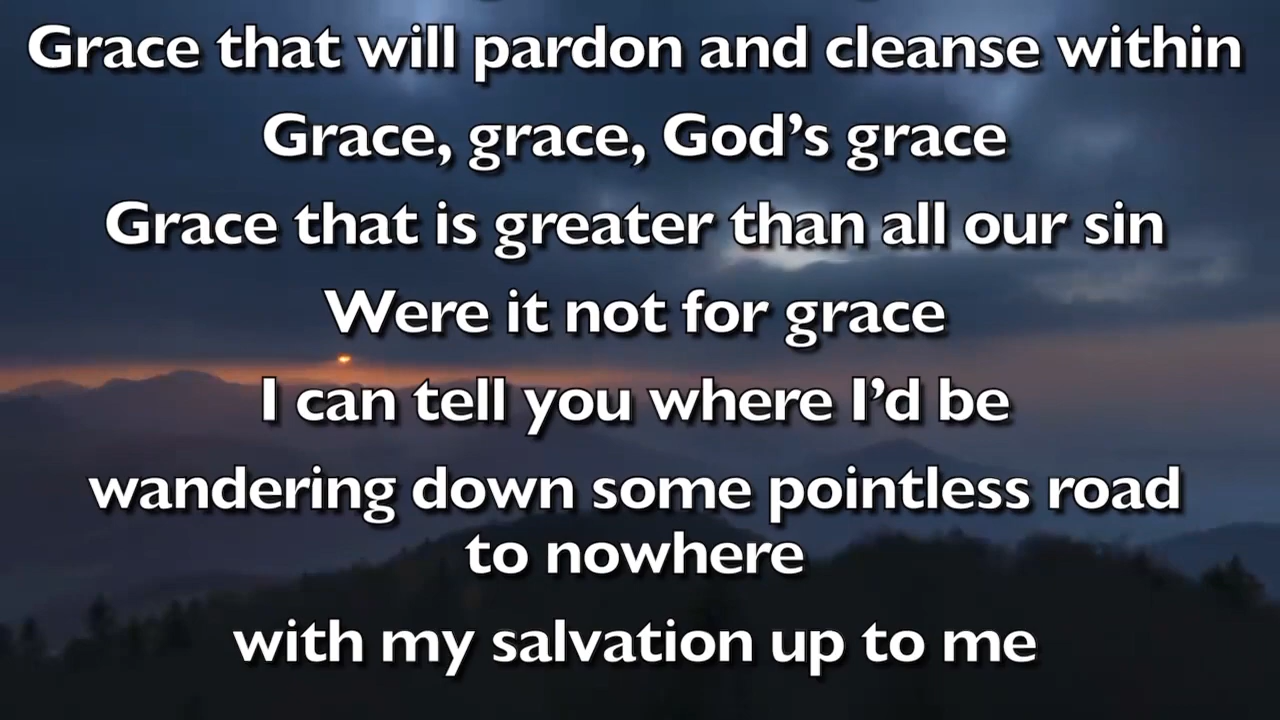 Grace that will pardon and cleanse within
Grace, grace, God’s grace
Grace that is greater than all our sin
Were it not for grace
I can tell you where I’d be
wandering down some pointless road
to nowhere
with my salvation up to me